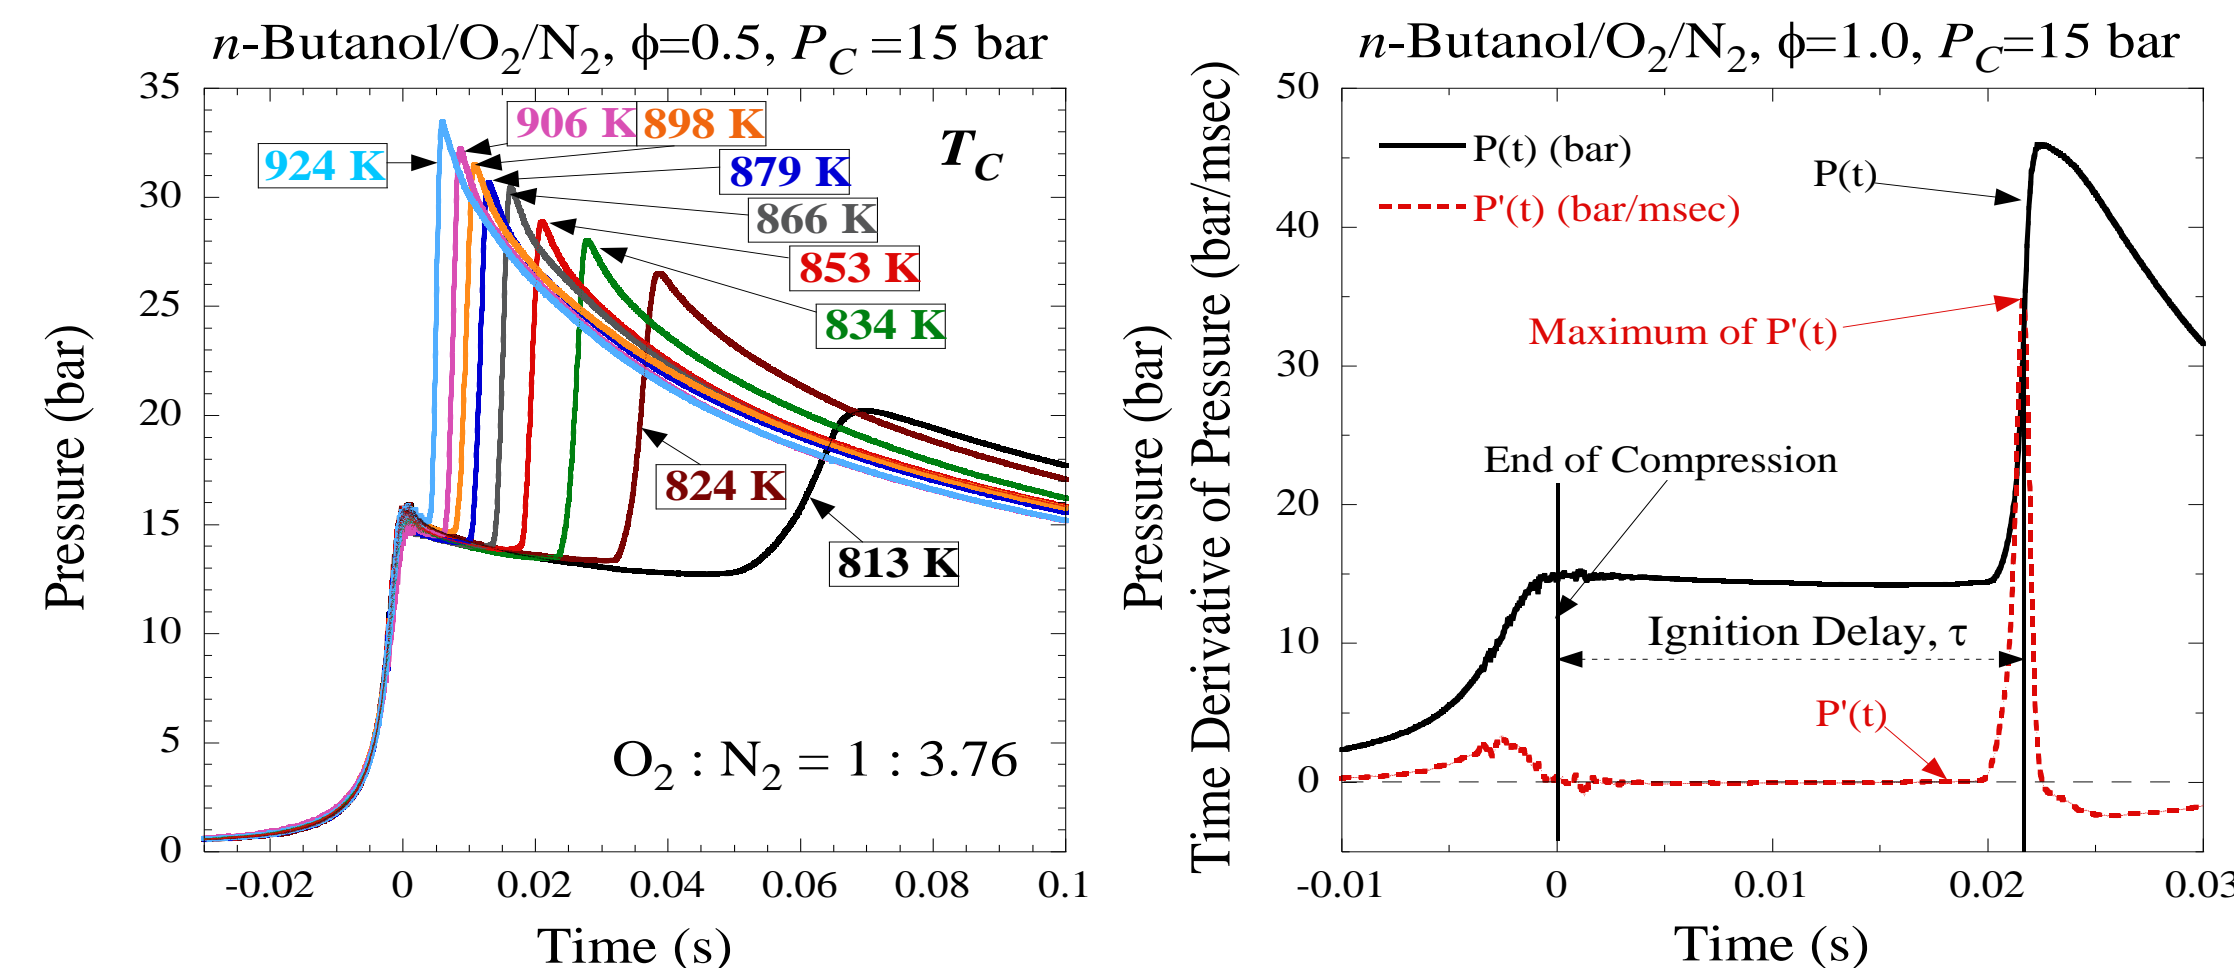 n-Butanol/O2/N2, ϕ=0.5, PC =15 bar
35
30
25
20
15
10
5
0
Pressure (bar)
906 K
898 K
924 K
TC
879 K
866 K
853 K
834 K
824 K
813 K
O2 : N2 = 1 : 3.76
-0.02
0
0.02
0.04
0.06
0.08
0.1
Time (s)
n-Butanol/O2/N2, ϕ=1.0, PC=15 bar
Pressure (bar)
Time Derivative of Pressure (bar/msec)
50
40
30
20
10
0
P(t) (bar)
P'(t) (bar/msec)
P(t)
Maximum of P'(t)
End of Compression
Ignition Delay, τ
P'(t)
-0.01
0
0.01
0.02
0.03
Time (s)